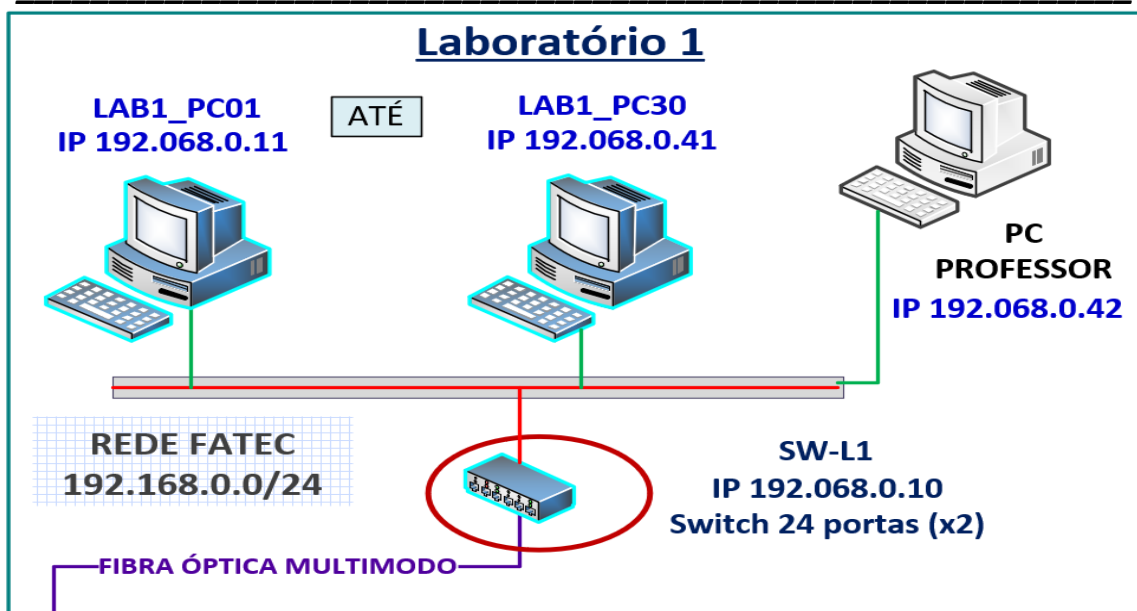 Laboratório 1
LAB1_PC01
IP 192.068.0.11
ATÉ
LAB1_PC30
IP 192.068.0.41
PC
PROFESSOR
IP 192.068.0.42
REDE FATEC
192.168.0.0/24
SW-L1
IP 192.068.0.10
Switch 24 portas (x2)
FIBRA ÓPTICA MULTIMODO